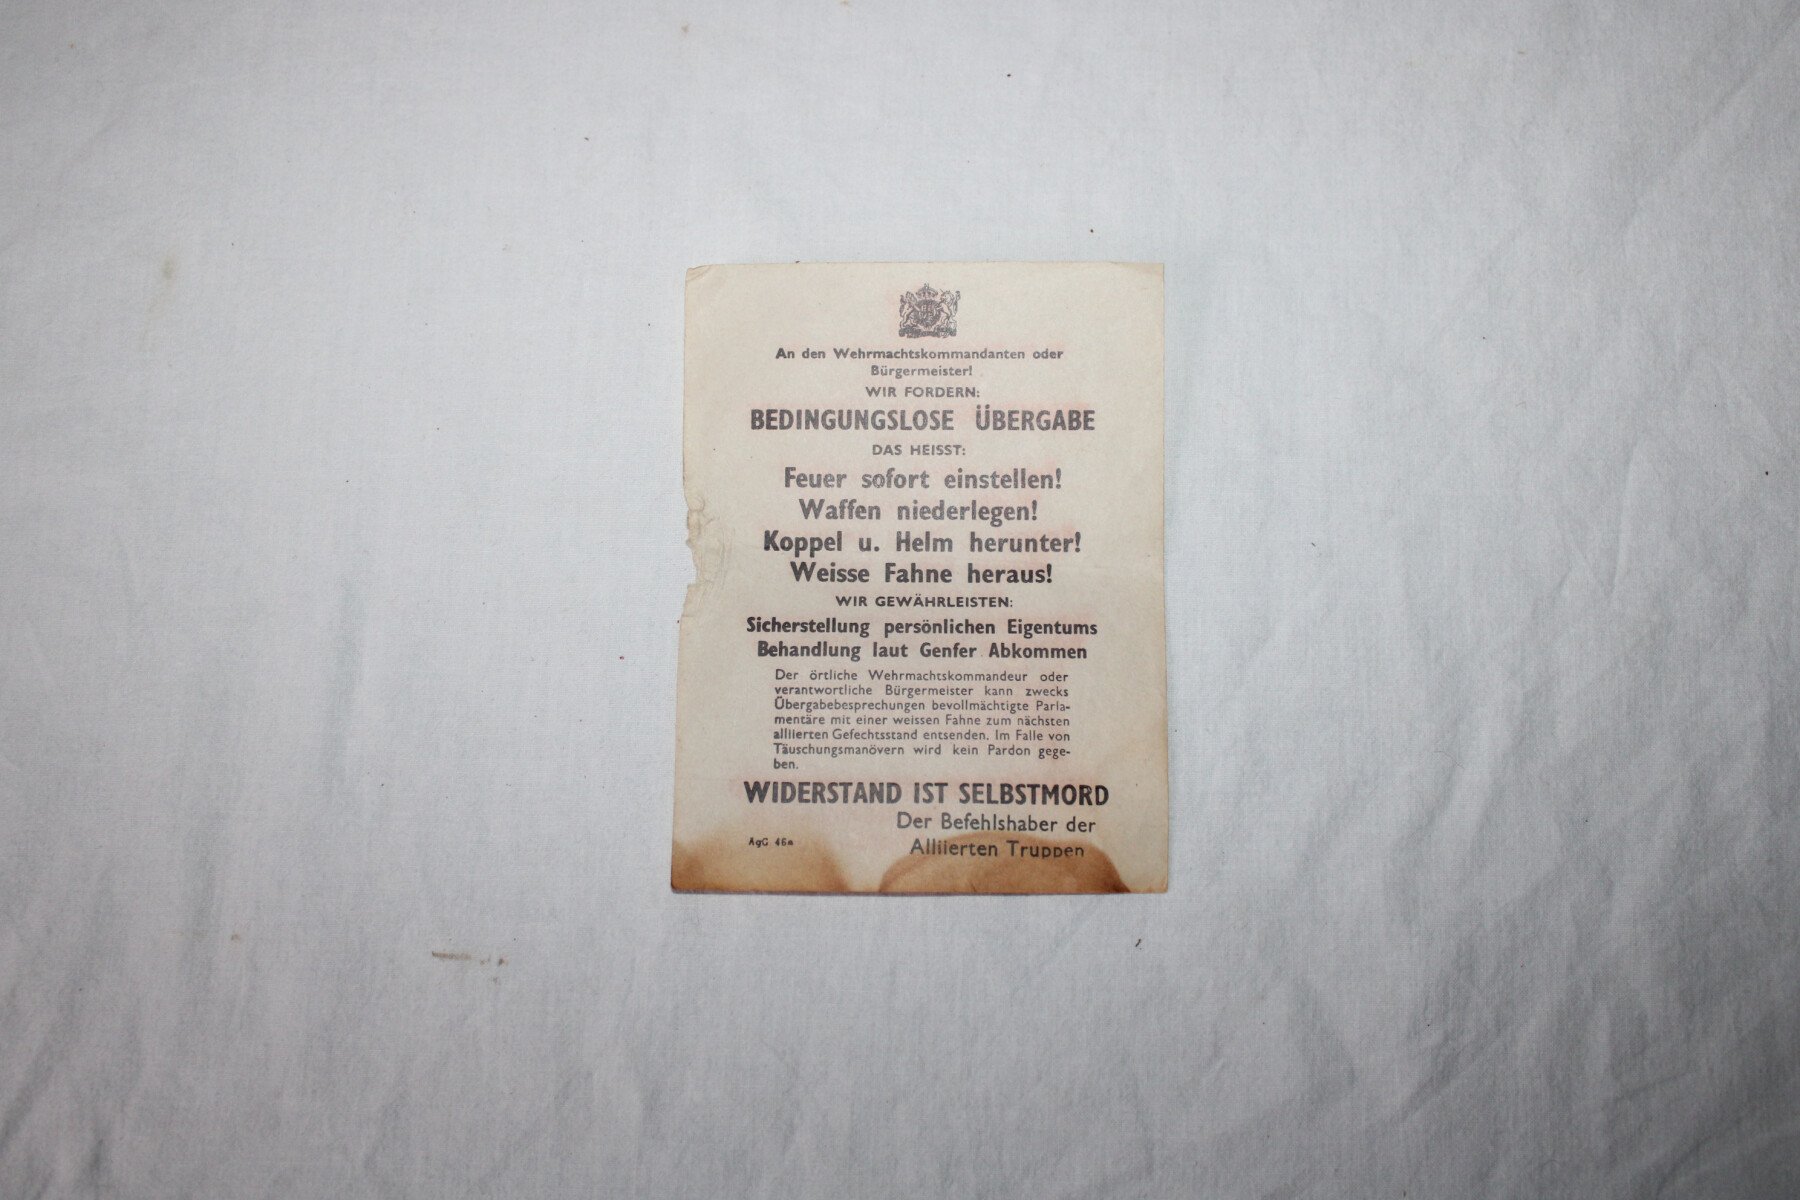 An den Wehrmachtskommandanten oder
Bürgermeister!
WIR FORDERN:
BEDINGUNGSLOSE ÜBERGABE
DAS HEISST:
Feuer sofort einstellen!
Waffen niederlegen!
Koppel u. Helm herunter!
Weisse Fahne heraus!
WIR GEWÄHRLEISTEN:
Sicherstellung persönlichen Eigentums
Behandlung laut Genfer Abkommen
Der örtliche Wehrmachtskommandeur oder
verantwortliche Bürgermeister kann zwecks
Übergabebesprechungen bevollmächtigte Parla-
mentäre mit einer weissen Fahne zum nächsten
alliierten Gefechtsstand entsenden. Im Falle von
Täuschungsmanövern wird kein Pardon gege-
ben.
WIDERSTAND IST SELBSTMORD
Der Befehlshaber der
Alliierten Truppen
AgG 46a